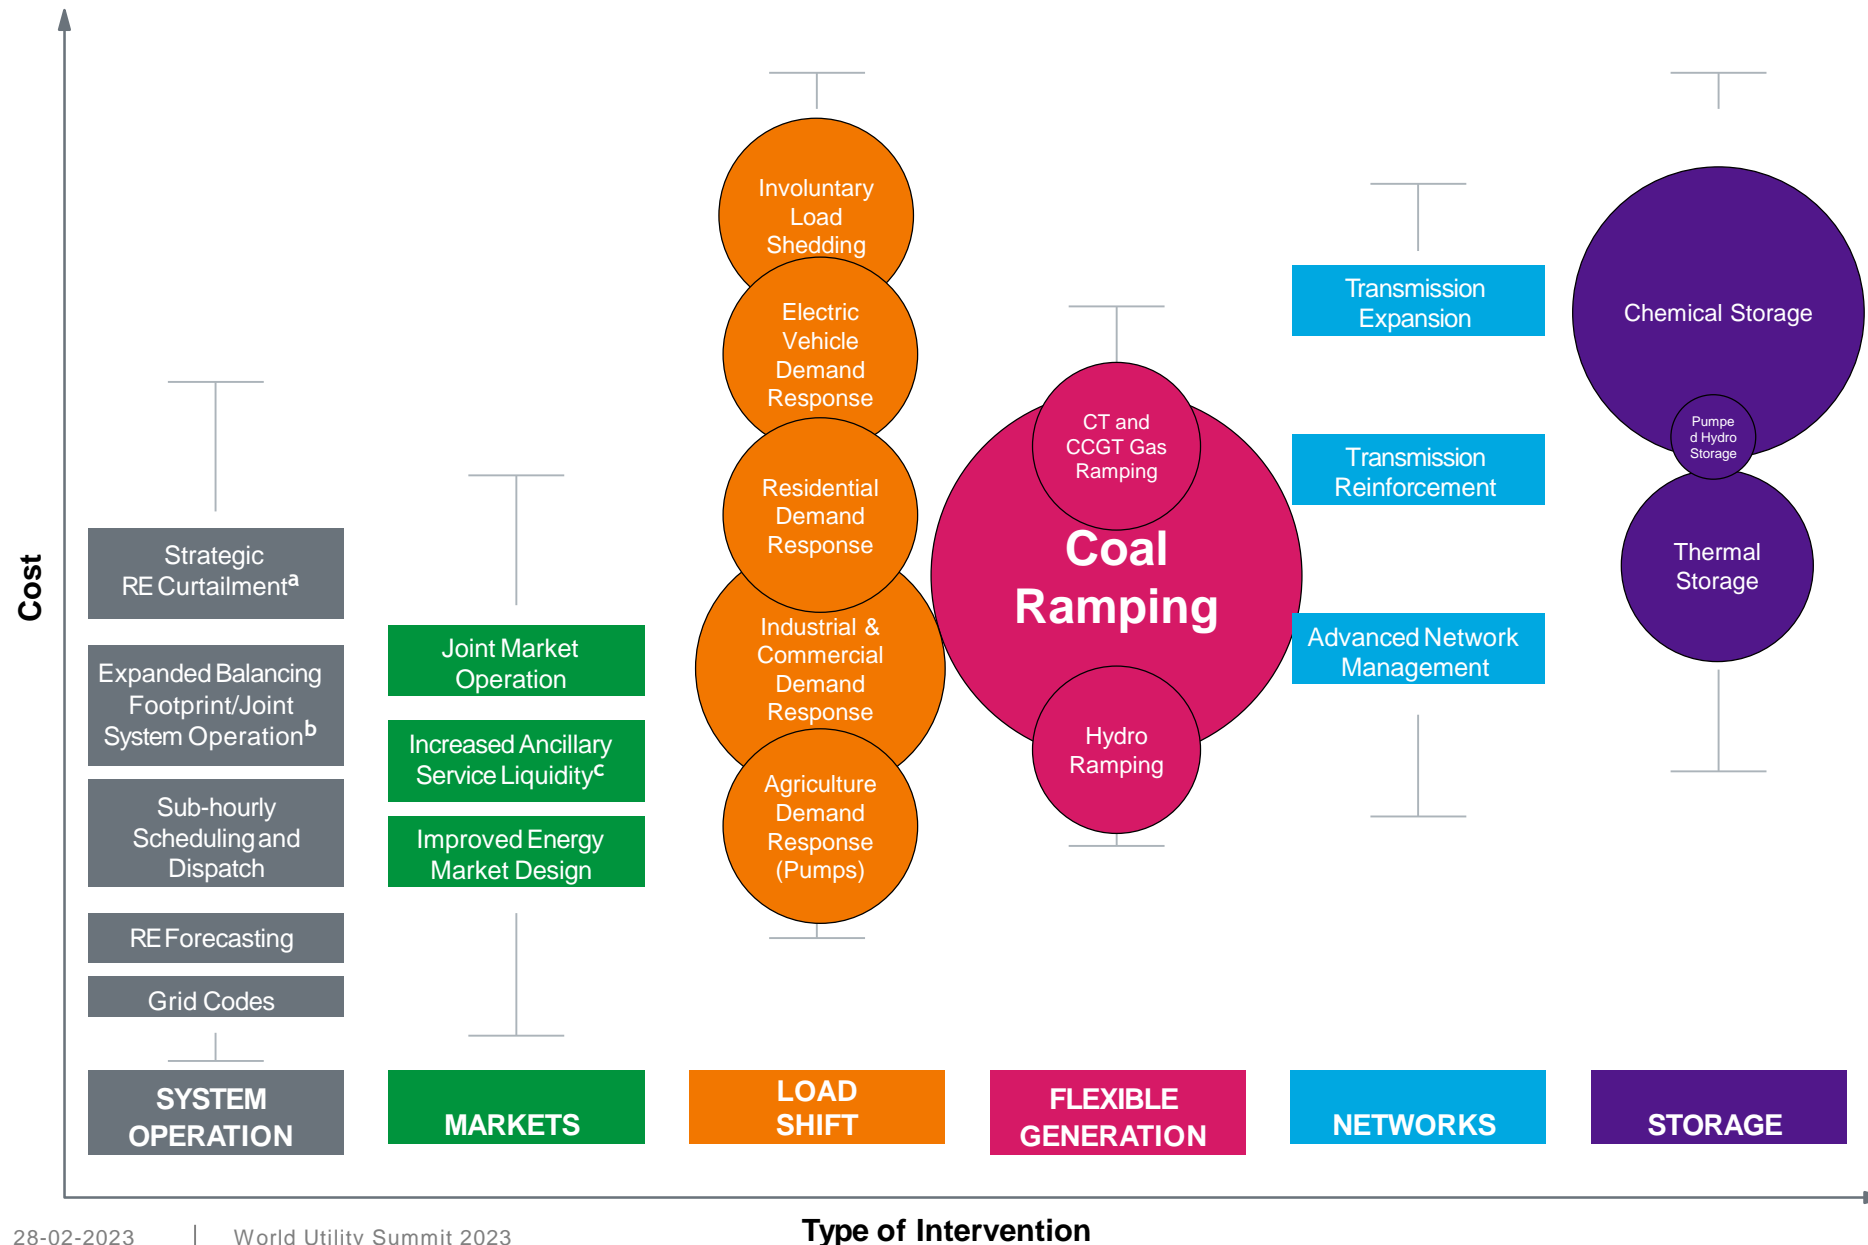 Cost
Strategic
RE Curtailmentᵃ
Expanded Balancing
Footprint/Joint
System Operationᵇ
Sub-hourly
Scheduling and
Dispatch
RE Forecasting
Grid Codes
SYSTEM
OPERATION
Joint Market
Operation
Increased Ancillary
Service Liquidityᶜ
Improved Energy
Market Design
MARKETS
Involuntary
Load
Shedding
Electric
Vehicle
Demand
Response
Residential
Demand
Response
Industrial &
Commercial
Demand
Response
Agriculture
Demand
Response
(Pumps)
LOAD
SHIFT
CT and
CCGT Gas
Ramping
Coal
Ramping
Hydro
Ramping
FLEXIBLE
GENERATION
Transmission
Expansion
Transmission
Reinforcement
Advanced Network
Management
NETWORKS
Chemical Storage
Pumpe
d Hydro
Storage
Thermal
Storage
STORAGE
Type of Intervention
28-02-2023
World Utility Summit 2023